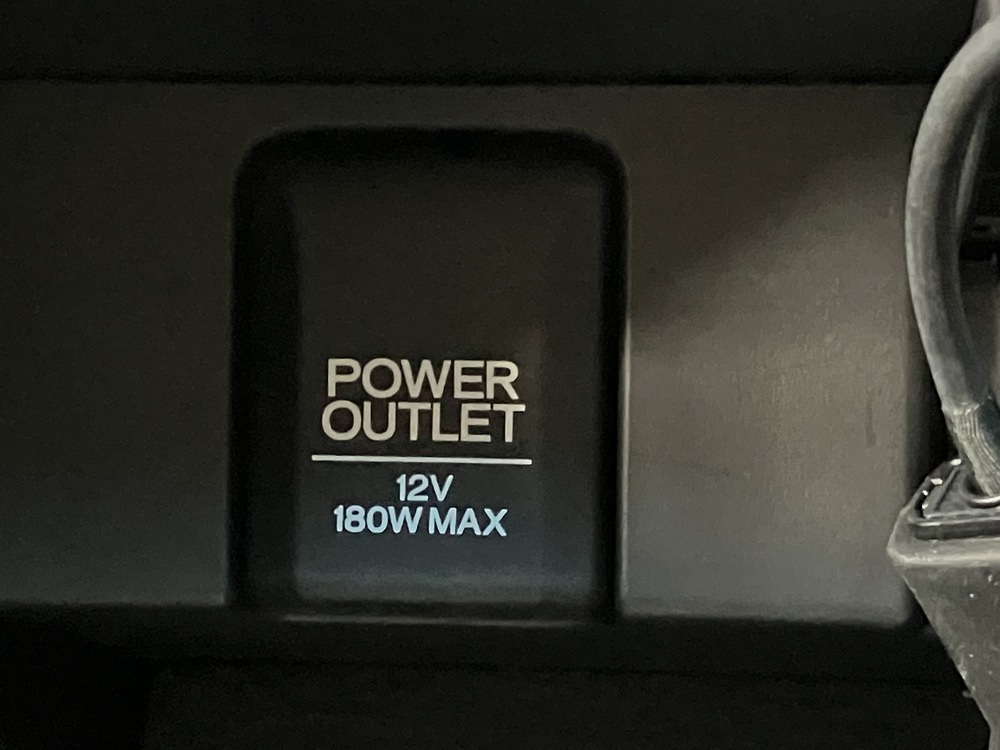 POWER
OUTLET
12V
180W MAX